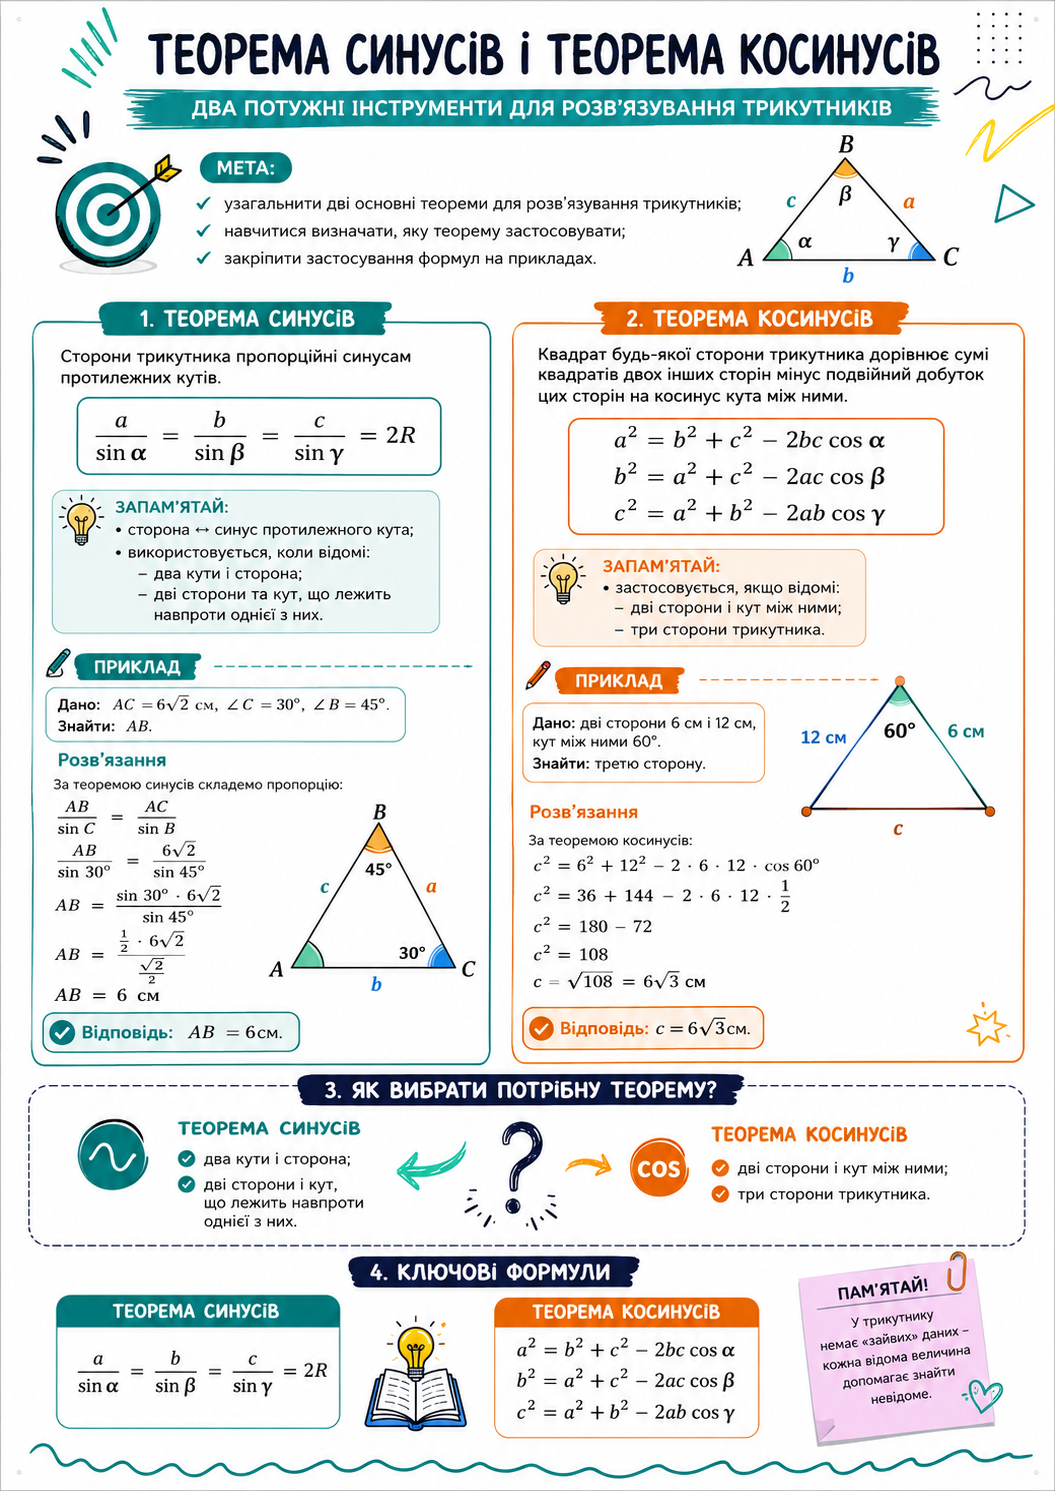 ТЕОРЕМА СИНУСІВ і ТЕОРЕМА КОСИНУСІВ
ДВА ПОТУЖНІ ІНСТРУМЕНТИ ДЛЯ РОЗВ'ЯЗУВАННЯ ТРИКУТНИКІВ
МЕТА:
✓ узагальнити дві основні теореми для розв'язування трикутників;
✓ навчитися визначати, яку теорему застосовувати;
✓ закріпити застосування формул на прикладах.
B
c β a
A α γ C
b
1. ТЕОРЕМА СИНУСІВ
Сторони трикутника пропорційні синусам
протилежних кутів.
a/sin α = b/sin β = c/sin γ = 2R
ЗАПАМ'ЯТАЙ:
• сторона ↔ синус протилежного кута;
• використовується, коли відомі:
– два кути і сторона;
– дві сторони та кут, що лежить
навпроти однієї з них.
ПРИКЛАД
Дано: AC = 6√2 см, ∠C = 30°, ∠B = 45°.
Знайти: AB.
Розв'язання
За теоремою синусів складемо пропорцію:
AB/sin C = AC/sin B
AB/sin 30° = 6√2/sin 45°
AB = (sin 30° · 6√2)/sin 45°
AB = (1/2 · 6√2)/(√2/2)
AB = 6 см
B
45°
c a
30°
A C
b
Відповідь: AB = 6см.
2. ТЕОРЕМА КОСИНУСІВ
Квадрат будь-якої сторони трикутника дорівнює сумі
квадратів двох інших сторін мінус подвійний добуток
цих сторін на косинус кута між ними.
a² = b² + c² − 2bc cos α
b² = a² + c² − 2ac cos β
c² = a² + b² − 2ab cos γ
ЗАПАМ'ЯТАЙ:
• застосовується, якщо відомі:
– дві сторони і кут між ними;
– три сторони трикутника.
ПРИКЛАД
Дано: дві сторони 6 см і 12 см,
кут між ними 60°.
Знайти: третю сторону.
12 см 60° 6 см
c
Розв'язання
За теоремою косинусів:
c² = 6² + 12² − 2 · 6 · 12 · cos 60°
c² = 36 + 144 − 2 · 6 · 12 · 1/2
c² = 180 − 72
c² = 108
c = √108 = 6√3 см
Відповідь: c = 6√3см.
3. ЯК ВИБРАТИ ПОТРІБНУ ТЕОРЕМУ?
ТЕОРЕМА СИНУСІВ
два кути і сторона;
дві сторони і кут,
що лежить навпроти
однієї з них.
?
COS
ТЕОРЕМА КОСИНУСІВ
дві сторони і кут між ними;
три сторони трикутника.
4. КЛЮЧОВІ ФОРМУЛИ
ТЕОРЕМА СИНУСІВ
a/sin α = b/sin β = c/sin γ = 2R
ТЕОРЕМА КОСИНУСІВ
a² = b² + c² − 2bc cos α
b² = a² + c² − 2ac cos β
c² = a² + b² − 2ab cos γ
ПАМ'ЯТАЙ!
У трикутнику
немає «зайвих» даних –
кожна відома величина
допомагає знайти
невідоме.